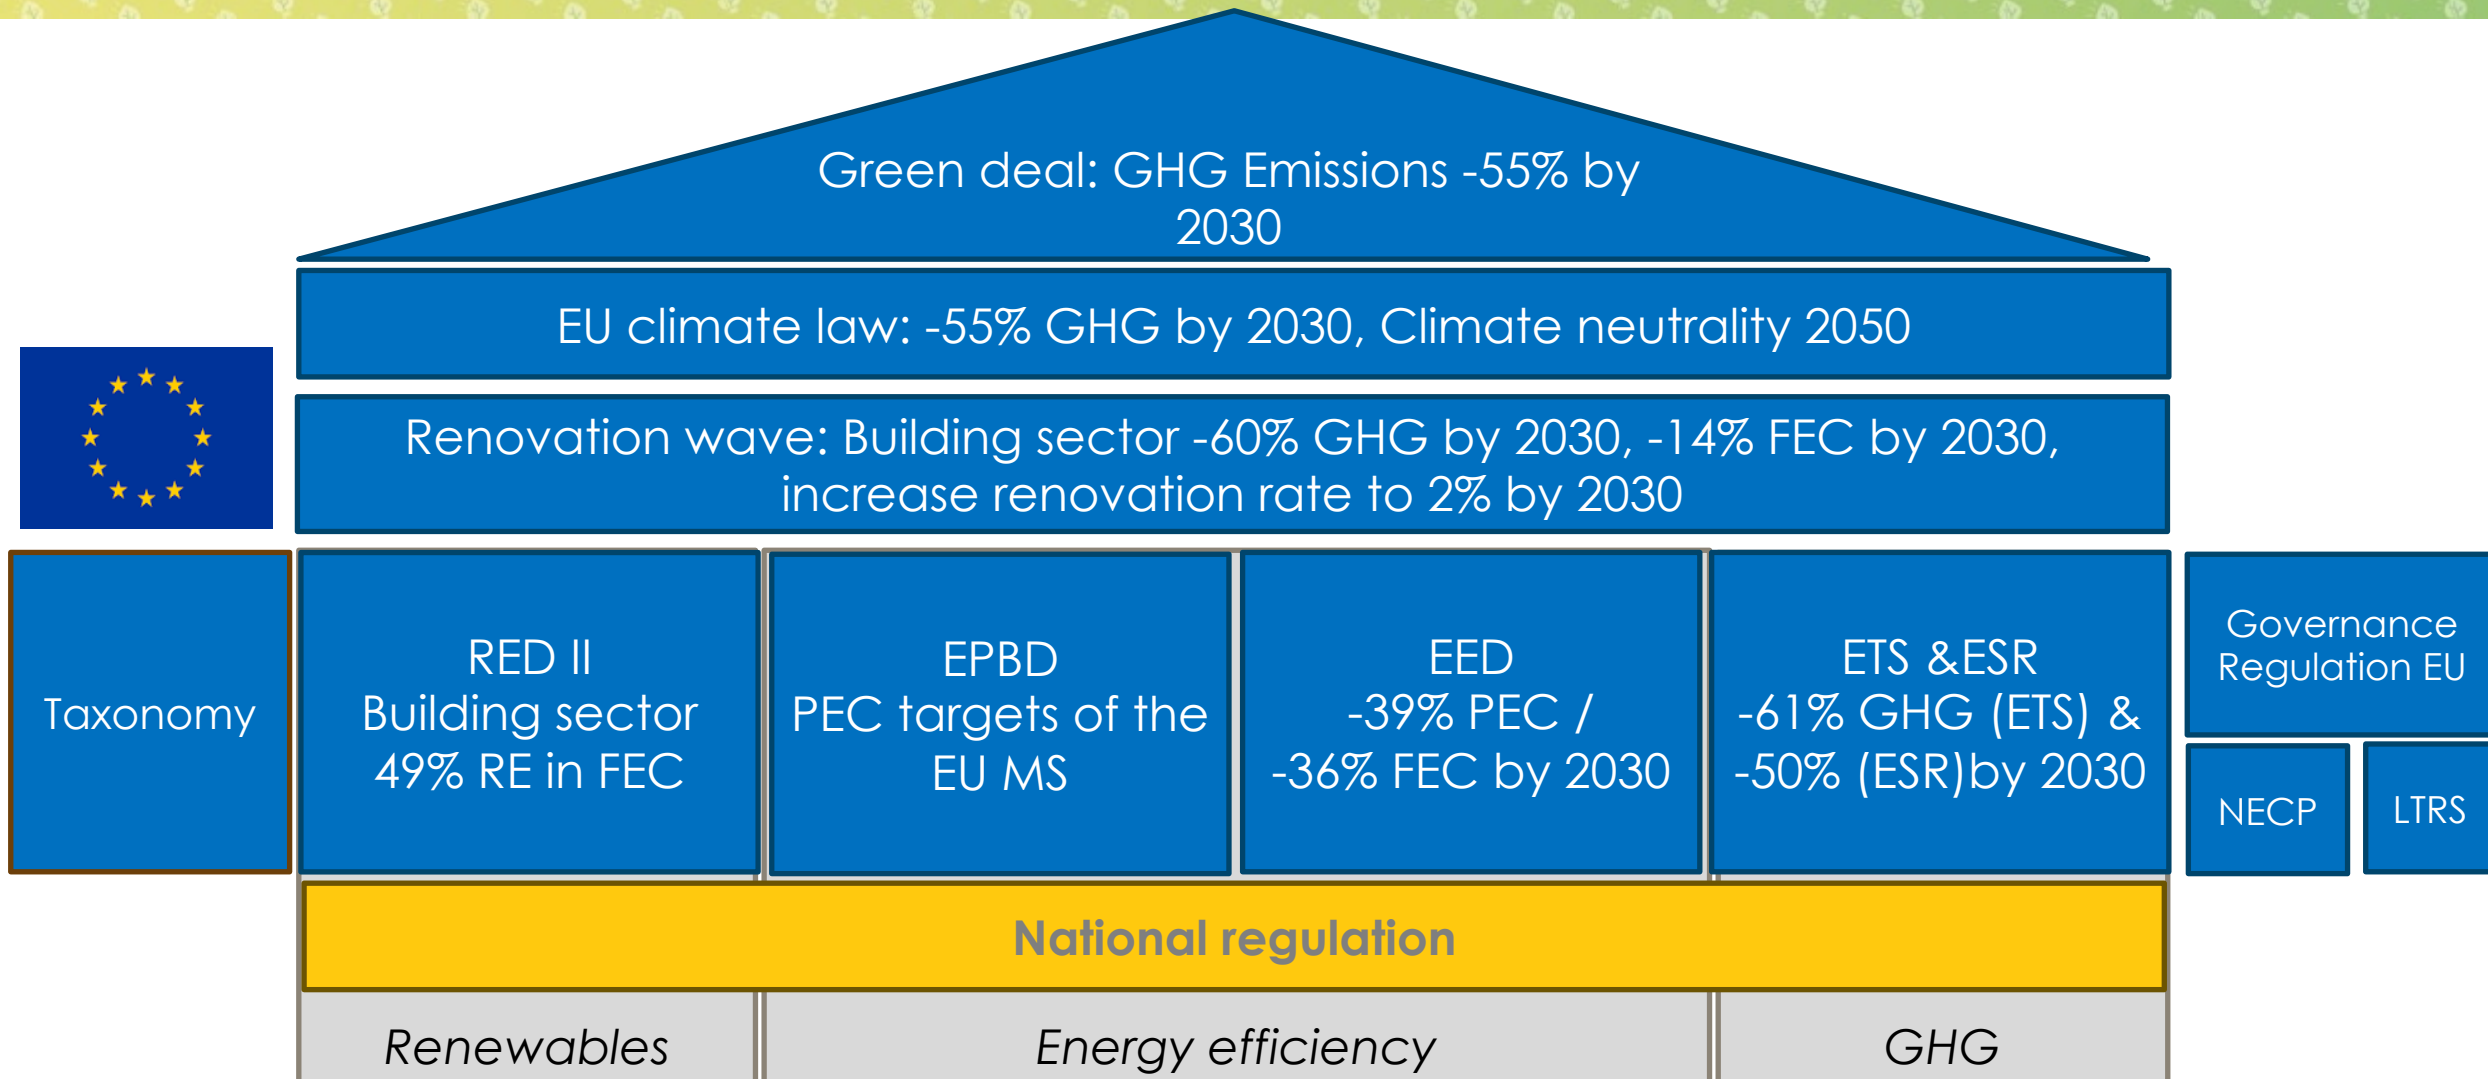 Green deal: GHG Emissions -55% by
2030
EU climate law: -55% GHG by 2030, Climate neutrality 2050
Renovation wave: Building sector -60% GHG by 2030, -14% FEC by 2030,
increase renovation rate to 2% by 2030
Taxonomy
RED II
Building sector
49% RE in FEC
EPBD
PEC targets of the
EU MS
EED
-39% PEC /
-36% FEC by 2030
ETS &ESR
-61% GHG (ETS) &
-50% (ESR)by 2030
Governance
Regulation EU
NECP
LTRS
National regulation
Renewables
Energy efficiency
GHG